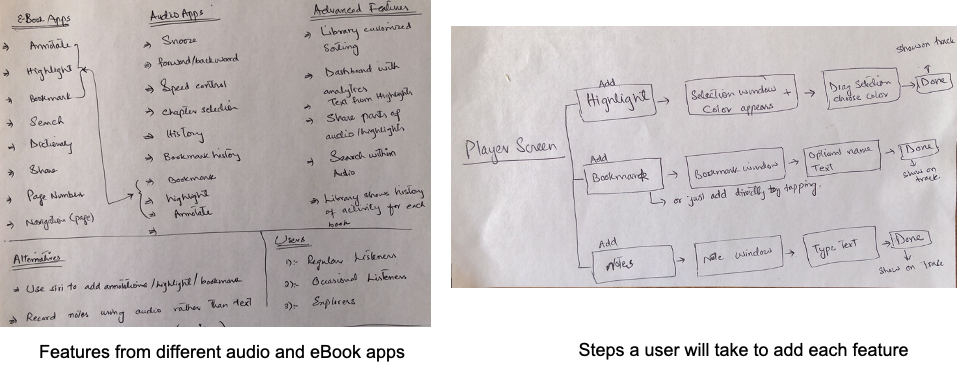 E-Book Apps
→ Annotate
→ Highlight
→ Bookmark
→ Search
→ Dictionary
→ Share
→ Page Number
→ Navigation (page)
Audio Apps
→ Snooze
→ forward/backward
→ Speed control
→ chapter selection
→ History
→ Bookmark history
→ Bookmark
→ highlight
→ Annotate
→
Advanced Features
→ Library customized
Sorting
→ Dashboard with
analytics
Text from Highlights
→ Share parts of
audio/highlights
→ Search within
Audio
→ Library shows history
of activity for each
book
Alternatives
→ Use siri to add annotations/highlight/bookmark
→ Record notes using audio rather than text
Users
1):- Regular Listeners
2):- Occasional Listeners
3):- Explorers
Features from different audio and eBook apps
Player Screen
Add
Highlight
Selection window +
Color appears
Drag Selection
choose color
Done
show on track
Add
Bookmark
Bookmark window
Optional name
Text
Done
show on
track.
or just add directly by tapping.
Add
notes
Note window
Type Text
Done
show on track
Steps a user will take to add each feature